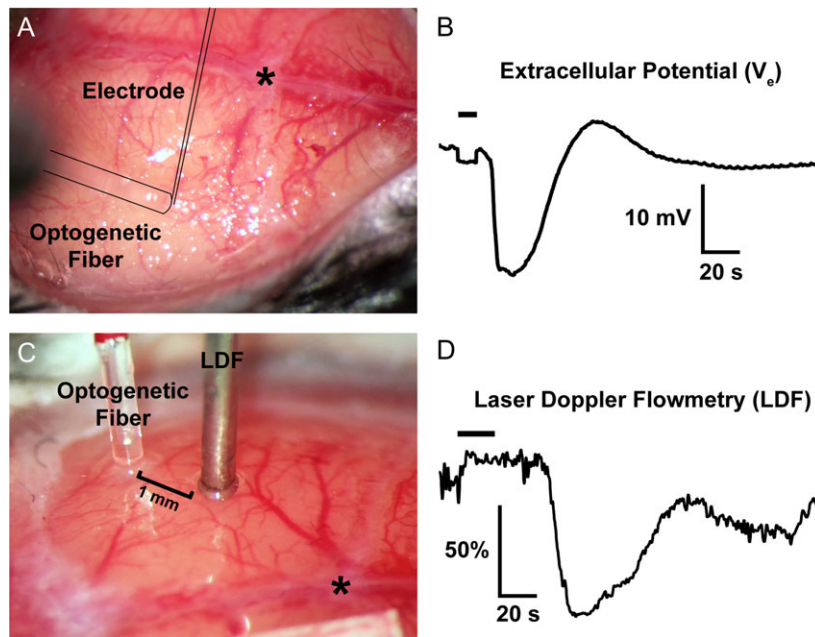 A
Electrode
*
Optogenetic
Fiber
B
Extracellular Potential (Ve)
10 mV
20 s
C
Optogenetic
Fiber
LDF
1 mm
*
D
Laser Doppler Flowmetry (LDF)
50%
20 s